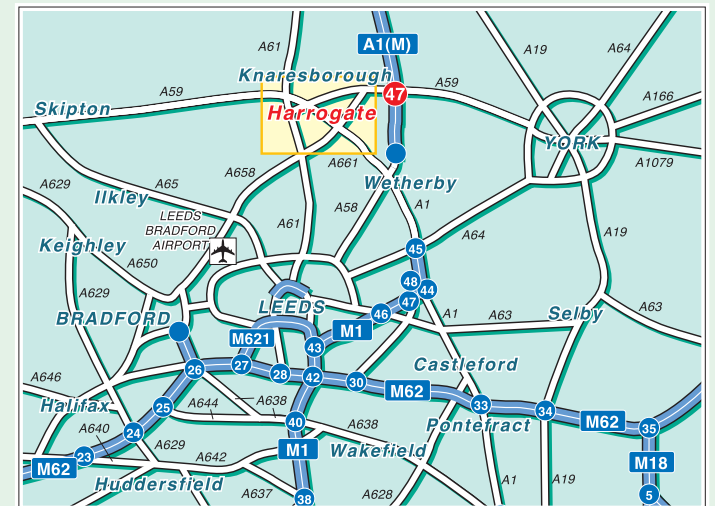 A61
A1(M)
A19
A64
Knaresborough
A59
A59
47
A166
Skipton
Harrogate
YORK
A1079
A661
A658
Wetherby
A629
A65
Ilkley
A58
A1
LEEDS
BRADFORD
AIRPORT
A61
A64
A19
Keighley
45
A650
A629
48
44
47
LEEDS
46
A1
A63
Selby
A63
BRADFORD
M621
M1
43
27
26
28
42
30
Castleford
M62
A646
Halifax
25
A644
A638
33
34
M62
40
Pontefract
35
24
A640
A638
A629
M1
Wakefield
23
M62
A642
M18
Huddersfield
A637
38
A628
A1
A19
5